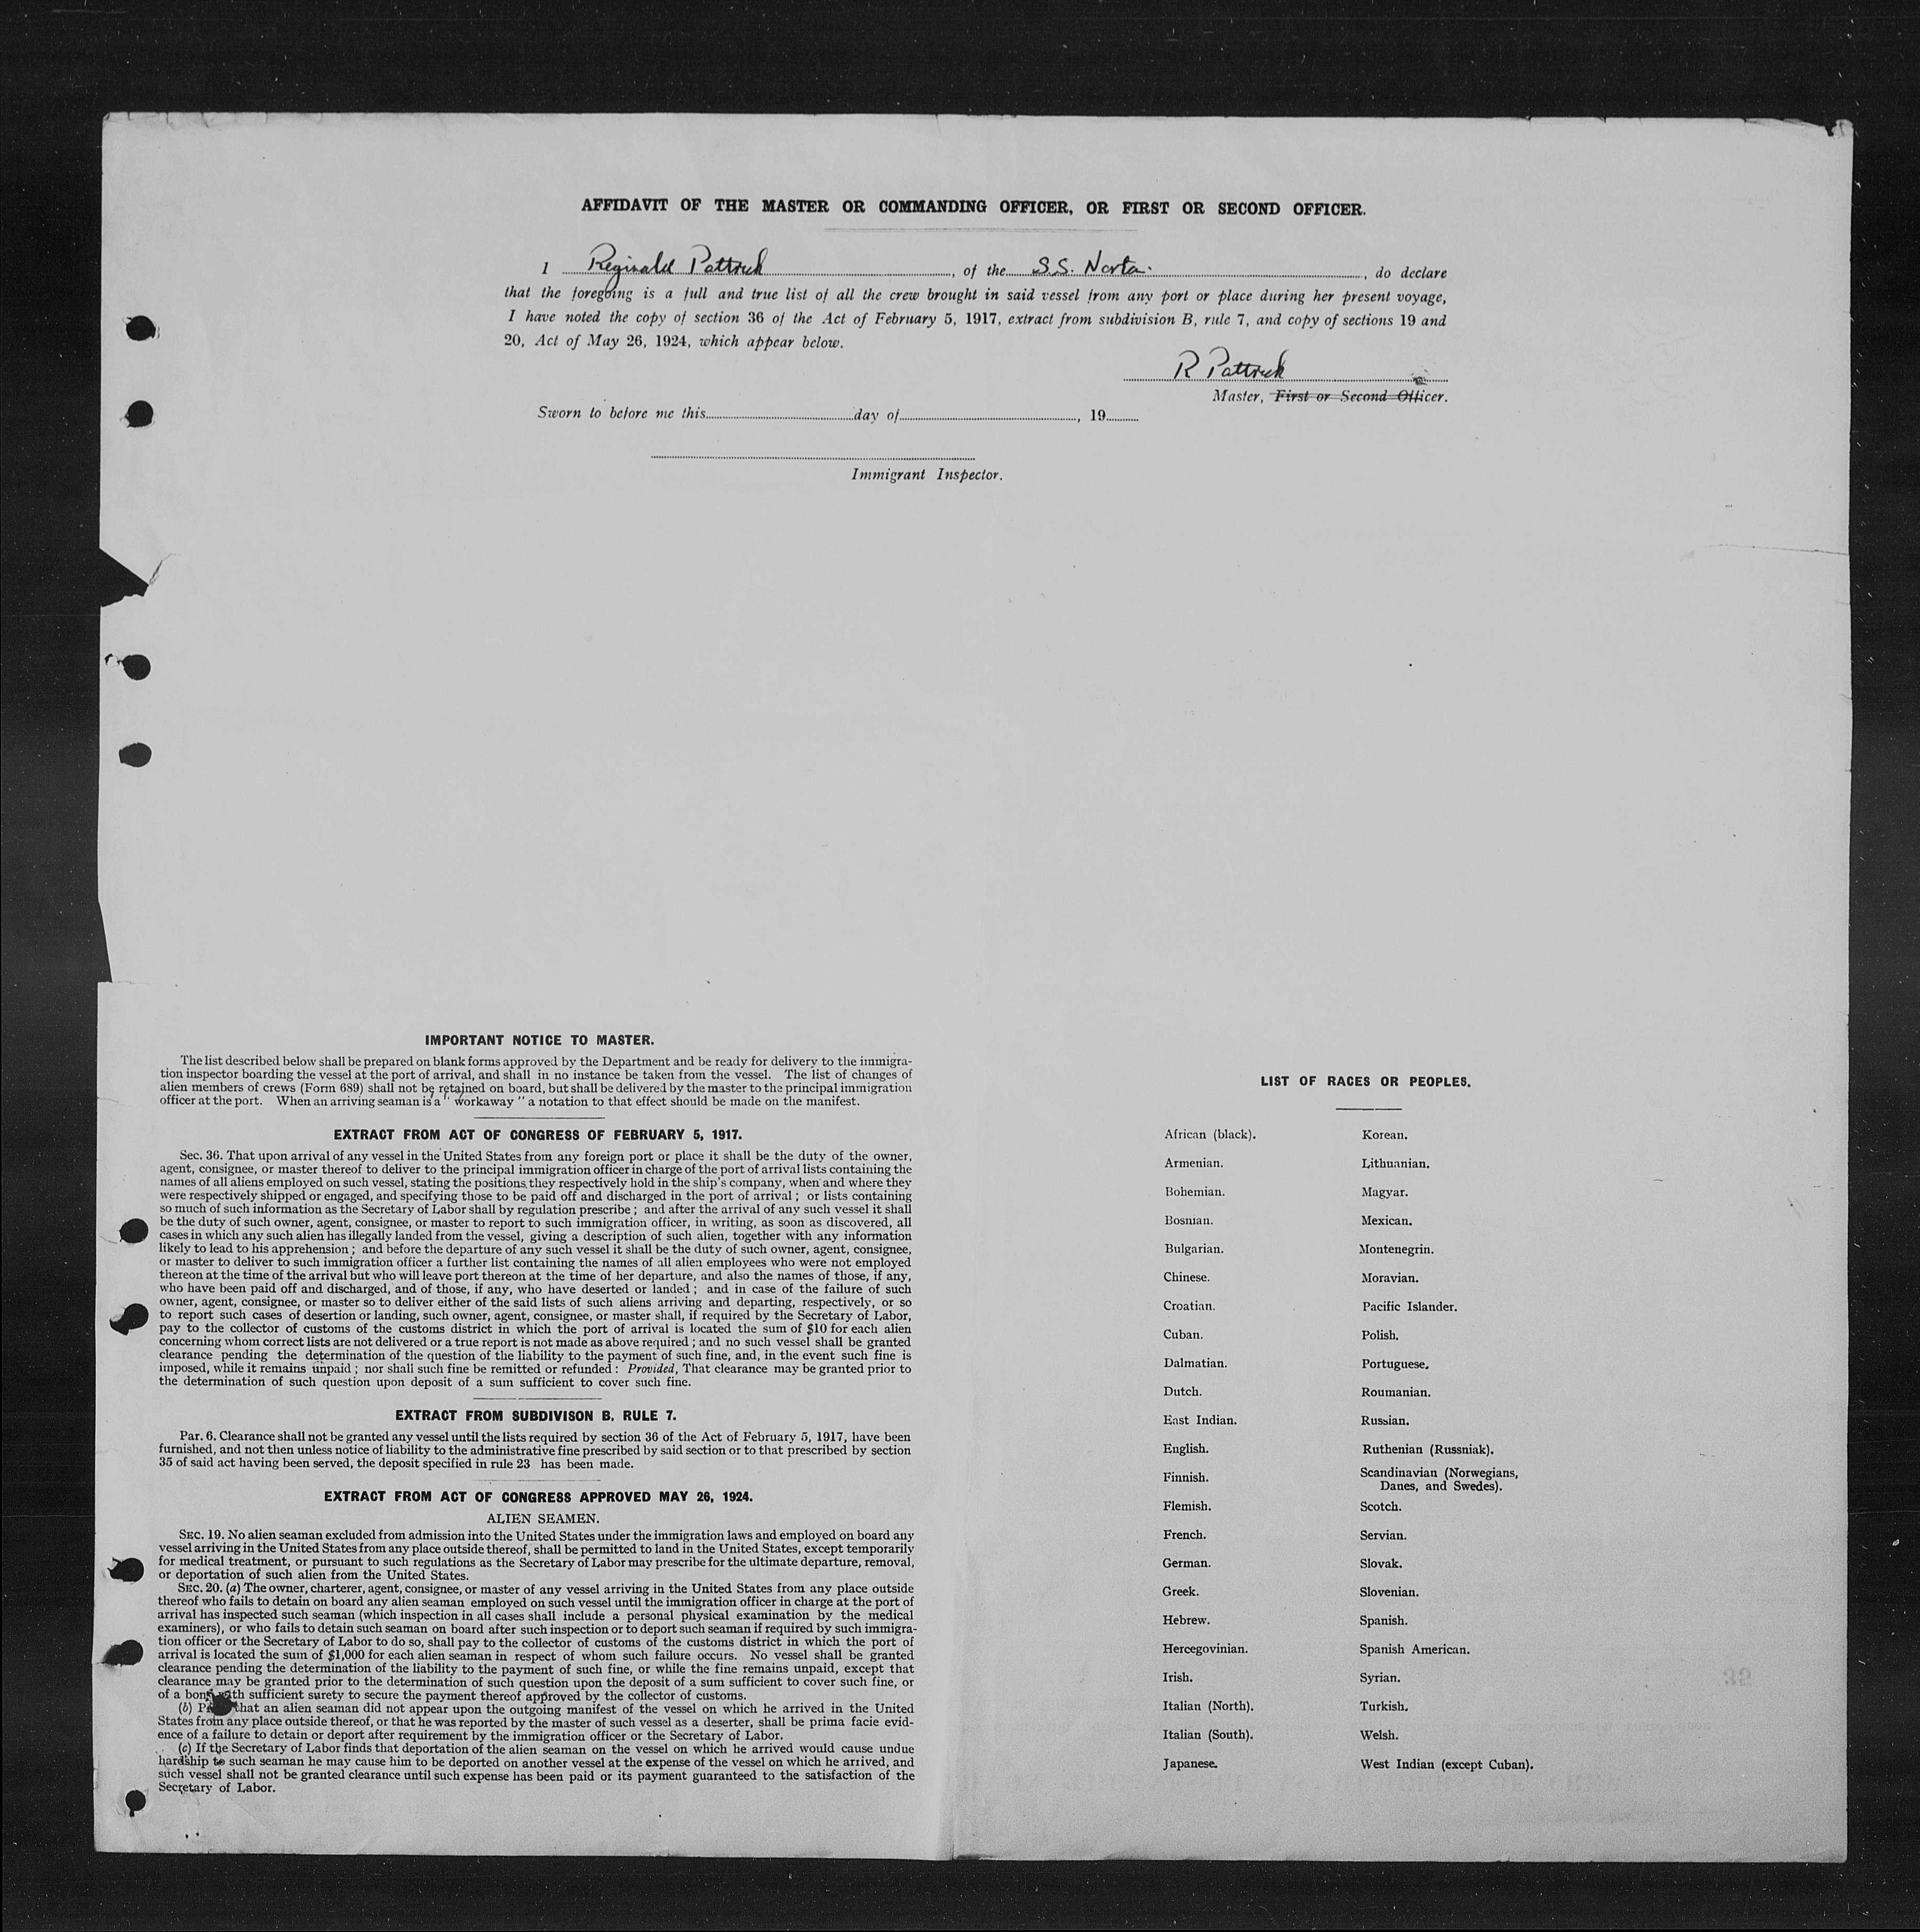 AFFIDAVIT OF THE MASTER OR COMMANDING OFFICER, OR FIRST OR SECOND OFFICER.
I Reginald Pattrick, of the S.S. Norta., do declare
that the foregoing is a full and true list of all the crew brought in said vessel from any port or place during her present voyage,
I have noted the copy of section 36 of the Act of February 5, 1917, extract from subdivision B, rule 7, and copy of sections 19 and
20, Act of May 26, 1924, which appear below.
R Pattrick
Master, First or Second Officer.
Sworn to before me this day of , 19
Immigrant Inspector.
IMPORTANT NOTICE TO MASTER.
The list described below shall be prepared on blank forms approved by the Department and be ready for delivery to the immigra-
tion inspector boarding the vessel at the port of arrival, and shall in no instance be taken from the vessel. The list of changes of
alien members of crews (Form 689) shall not be retained on board, but shall be delivered by the master to the principal immigration
officer at the port. When an arriving seaman is a "workaway" a notation to that effect should be made on the manifest.
EXTRACT FROM ACT OF CONGRESS OF FEBRUARY 5, 1917.
Sec. 36. That upon arrival of any vessel in the United States from any foreign port or place it shall be the duty of the owner,
agent, consignee, or master thereof to deliver to the principal immigration officer in charge of the port of arrival lists containing the
names of all aliens employed on such vessel, stating the positions they respectively hold in the ship's company, when and where they
were respectively shipped or engaged, and specifying those to be paid off and discharged in the port of arrival; or lists containing
so much of such information as the Secretary of Labor shall by regulation prescribe; and after the arrival of any such vessel it shall
be the duty of such owner, agent, consignee, or master to report to such immigration officer, in writing, as soon as discovered, all
cases in which any such alien has illegally landed from the vessel, giving a description of such alien, together with any information
likely to lead to his apprehension; and before the departure of any such vessel it shall be the duty of such owner, agent, consignee,
or master to deliver to such immigration officer a further list containing the names of all alien employees who were not employed
thereon at the time of the arrival but who will leave port thereon at the time of her departure, and also the names of those, if any,
who have been paid off and discharged, and of those, if any, who have deserted or landed; and in case of the failure of such
owner, agent, consignee, or master so to deliver either of the said lists of such aliens arriving and departing, respectively, or so
to report such cases of desertion or landing, such owner, agent, consignee, or master shall, if required by the Secretary of Labor,
pay to the collector of customs of the customs district in which the port of arrival is located the sum of $10 for each alien
concerning whom correct lists are not delivered or a true report is not made as above required; and no such vessel shall be granted
clearance pending the determination of the question of the liability to the payment of such fine, and, in the event such fine is
imposed, while it remains unpaid; nor shall such fine be remitted or refunded: Provided, That clearance may be granted prior to
the determination of such question upon deposit of a sum sufficient to cover such fine.
EXTRACT FROM SUBDIVISON B, RULE 7.
Par. 6. Clearance shall not be granted any vessel until the lists required by section 36 of the Act of February 5, 1917, have been
furnished, and not then unless notice of liability to the administrative fine prescribed by said section or to that prescribed by section
35 of said act having been served, the deposit specified in rule 23 has been made.
EXTRACT FROM ACT OF CONGRESS APPROVED MAY 26, 1924.
ALIEN SEAMEN.
SEC. 19. No alien seaman excluded from admission into the United States under the immigration laws and employed on board any
vessel arriving in the United States from any place outside thereof, shall be permitted to land in the United States, except temporarily
for medical treatment, or pursuant to such regulations as the Secretary of Labor may prescribe for the ultimate departure, removal,
or deportation of such alien from the United States.
SEC. 20. (a) The owner, charterer, agent, consignee, or master of any vessel arriving in the United States from any place outside
thereof who fails to detain on board any alien seaman employed on such vessel until the immigration officer in charge at the port of
arrival has inspected such seaman (which inspection in all cases shall include a personal physical examination by the medical
examiners), or who fails to detain such seaman on board after such inspection or to deport such seaman if required by such immigra-
tion officer or the Secretary of Labor to do so, shall pay to the collector of customs of the customs district in which the port of
arrival is located the sum of $1,000 for each alien seaman in respect of whom such failure occurs. No vessel shall be granted
clearance pending the determination of the liability to the payment of such fine, or while the fine remains unpaid, except that
clearance may be granted prior to the determination of such question upon the deposit of a sum sufficient to cover such fine, or
of a bond with sufficient surety to secure the payment thereof approved by the collector of customs.
(b) that an alien seaman did not appear upon the outgoing manifest of the vessel on which he arrived in the United
States from any place outside thereof, or that he was reported by the master of such vessel as a deserter, shall be prima facie evid-
ence of a failure to detain or deport after requirement by the immigration officer or the Secretary of Labor.
(c) If the Secretary of Labor finds that deportation of the alien seaman on the vessel on which he arrived would cause undue
hardship to such seaman he may cause him to be deported on another vessel at the expense of the vessel on which he arrived, and
such vessel shall not be granted clearance until such expense has been paid or its payment guaranteed to the satisfaction of the
Secretary of Labor.
LIST OF RACES OR PEOPLES.
African (black). Korean.
Armenian. Lithuanian.
Bohemian. Magyar.
Bosnian. Mexican.
Bulgarian. Montenegrin.
Chinese. Moravian.
Croatian. Pacific Islander.
Cuban. Polish.
Dalmatian. Portuguese.
Dutch. Roumanian.
East Indian. Russian.
English. Ruthenian (Russniak).
Finnish. Scandinavian (Norwegians,
Danes, and Swedes).
Flemish. Scotch.
French. Servian.
German. Slovak.
Greek. Slovenian.
Hebrew. Spanish.
Hercegovinian. Spanish American.
Irish. Syrian.
Italian (North). Turkish.
Italian (South). Welsh.
Japanese. West Indian (except Cuban).